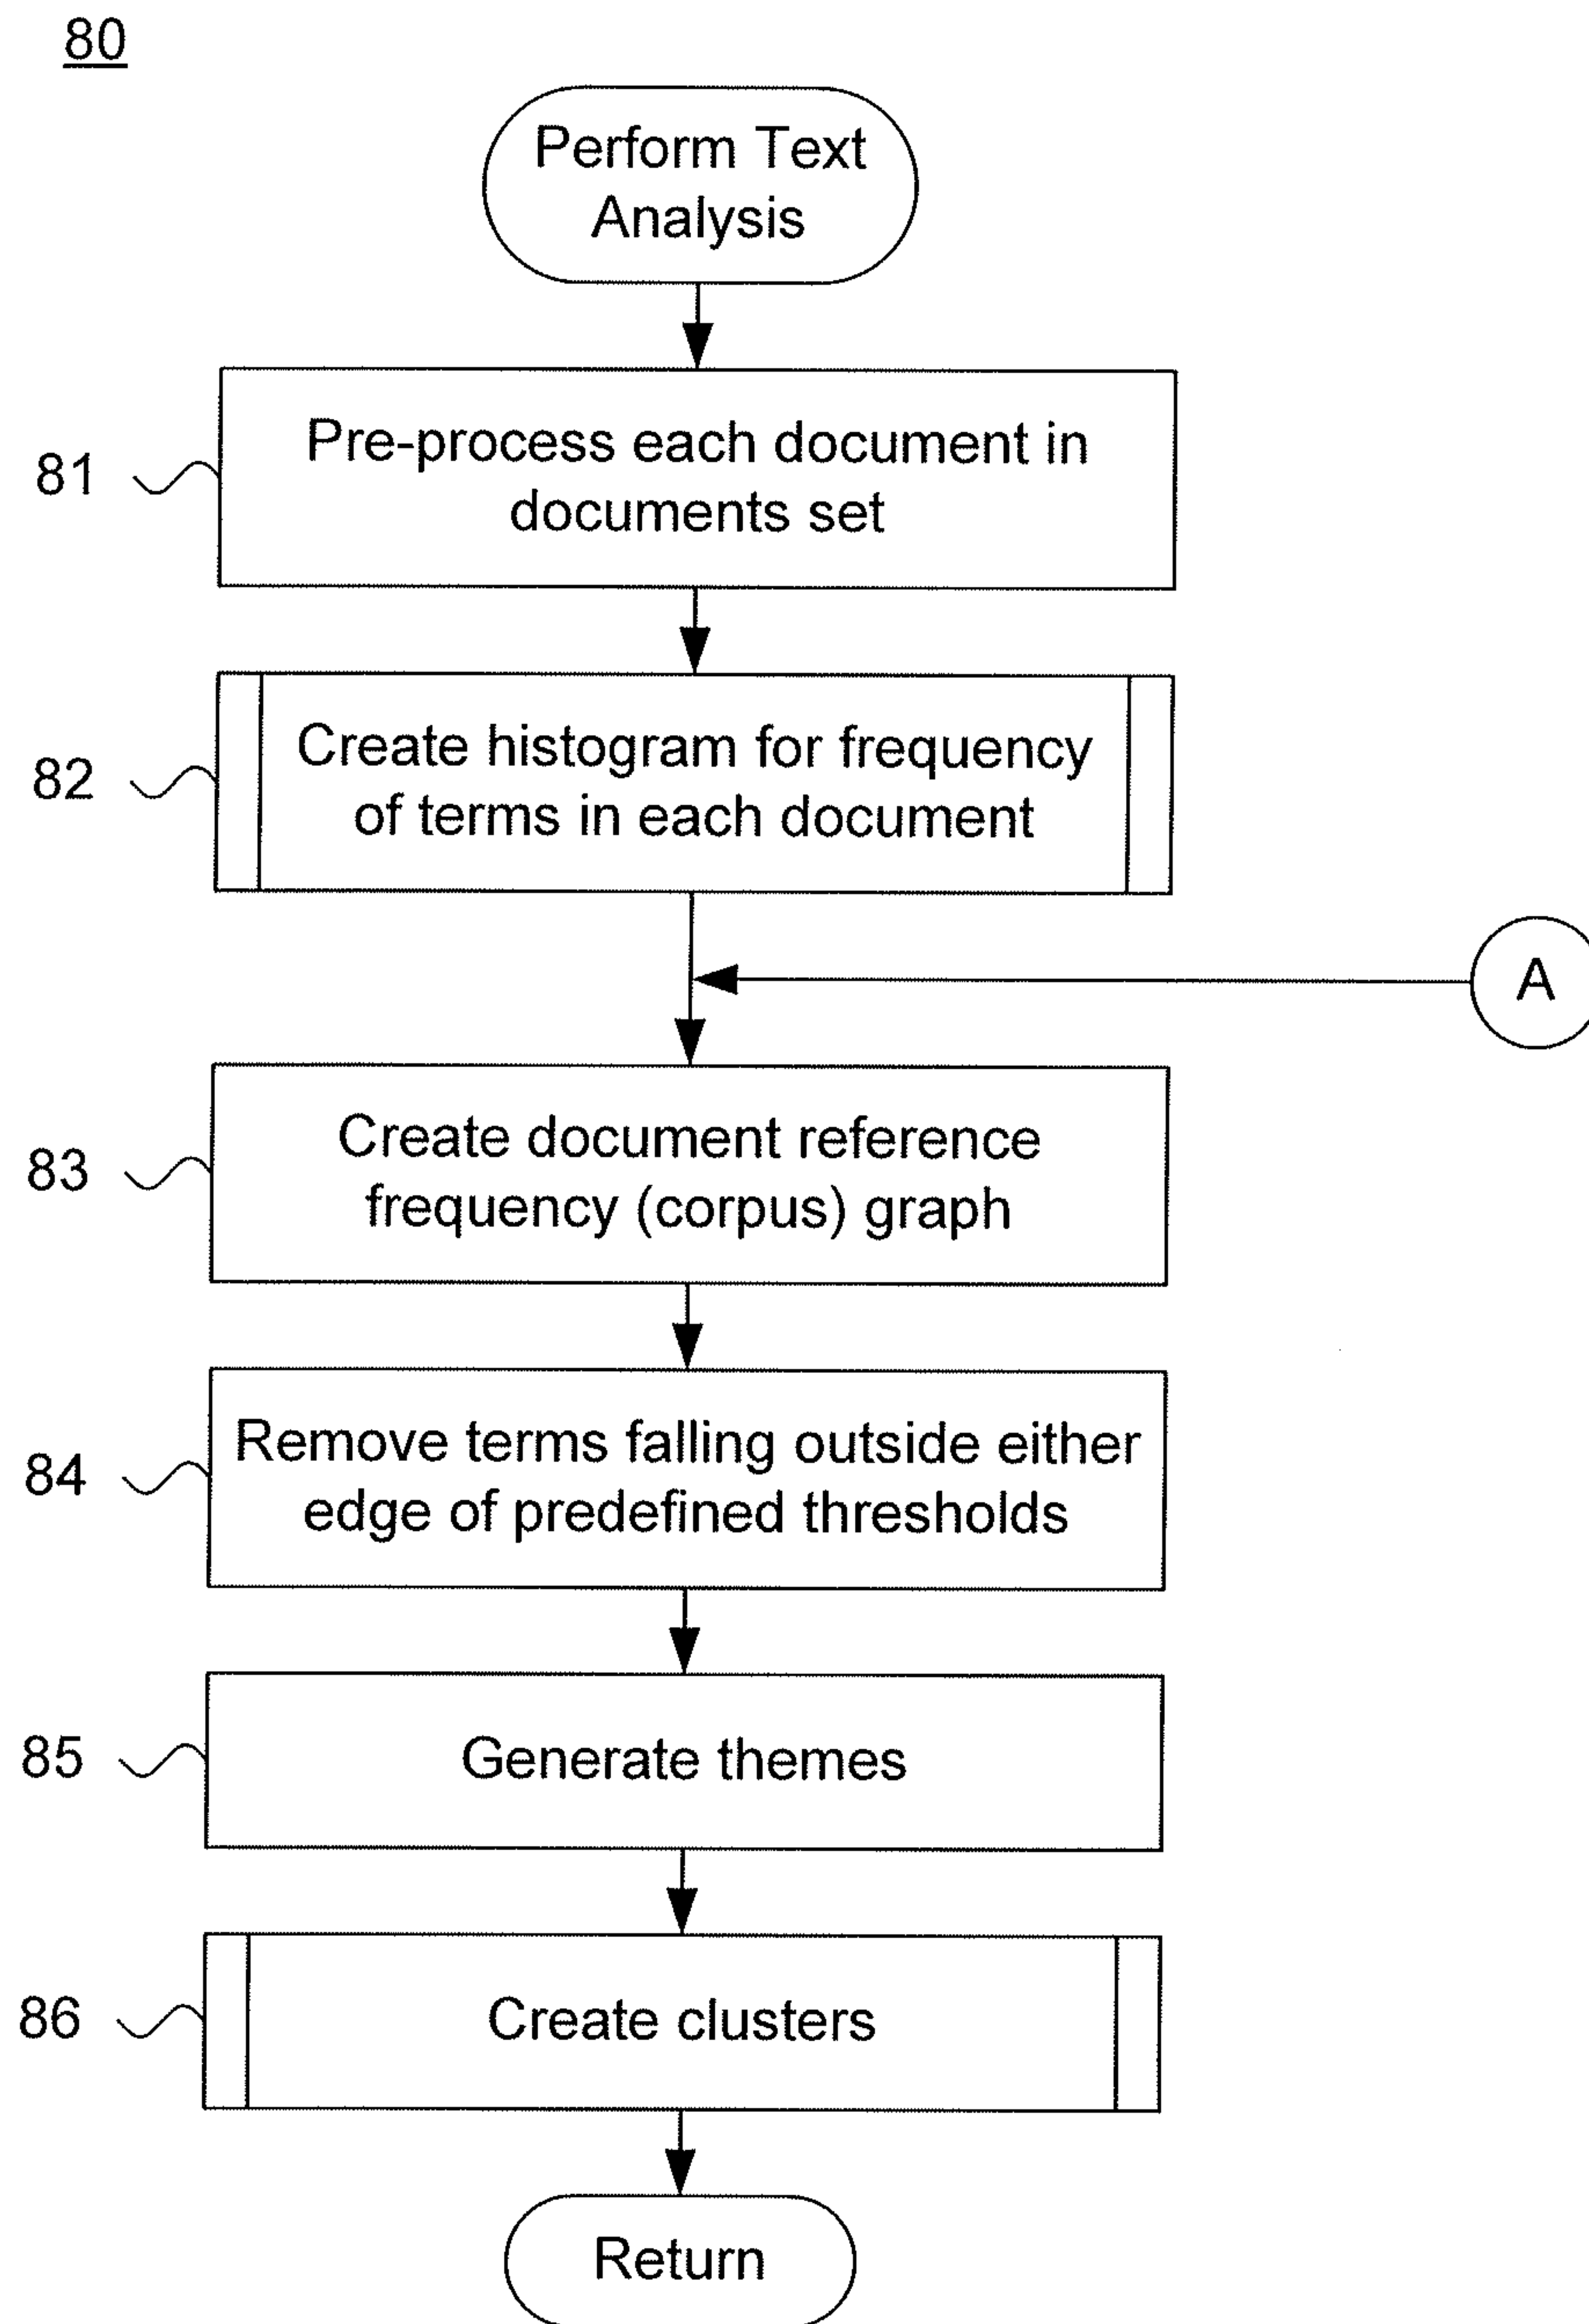 80
Perform Text
Analysis
81
Pre-process each document in
documents set
82
Create histogram for frequency
of terms in each document
A
83
Create document reference
frequency (corpus) graph
84
Remove terms falling outside either
edge of predefined thresholds
85
Generate themes
86
Create clusters
Return